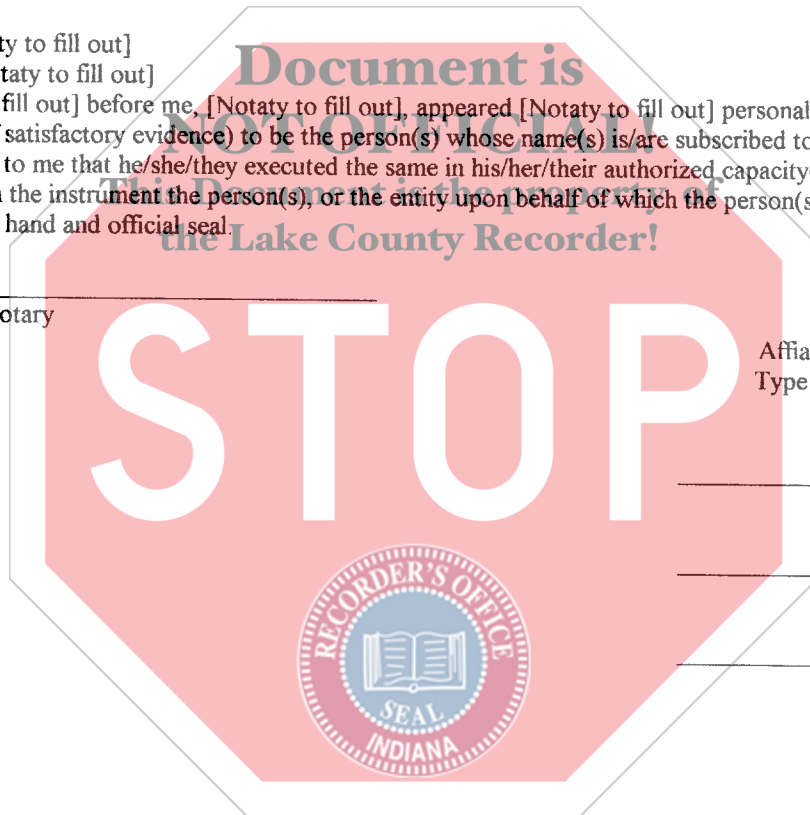 ty to fill out]
taty to fill out]
Document is
fill out] before me, [Notaty to fill out], appeared [Notaty to fill out] personal
NOT OFFICIAL!
satisfactory evidence) to be the person(s) whose name(s) is/are subscribed to
to me that he/she/they executed the same in his/her/their authorized capacity
This Document is the property of
the instrument the person(s), or the entity upon behalf of which the person(s
hand and official seal.
the Lake County Recorder!
otary
STOP
Affia
Type
RECORDER'S OFFICE
SEAL
INDIANA